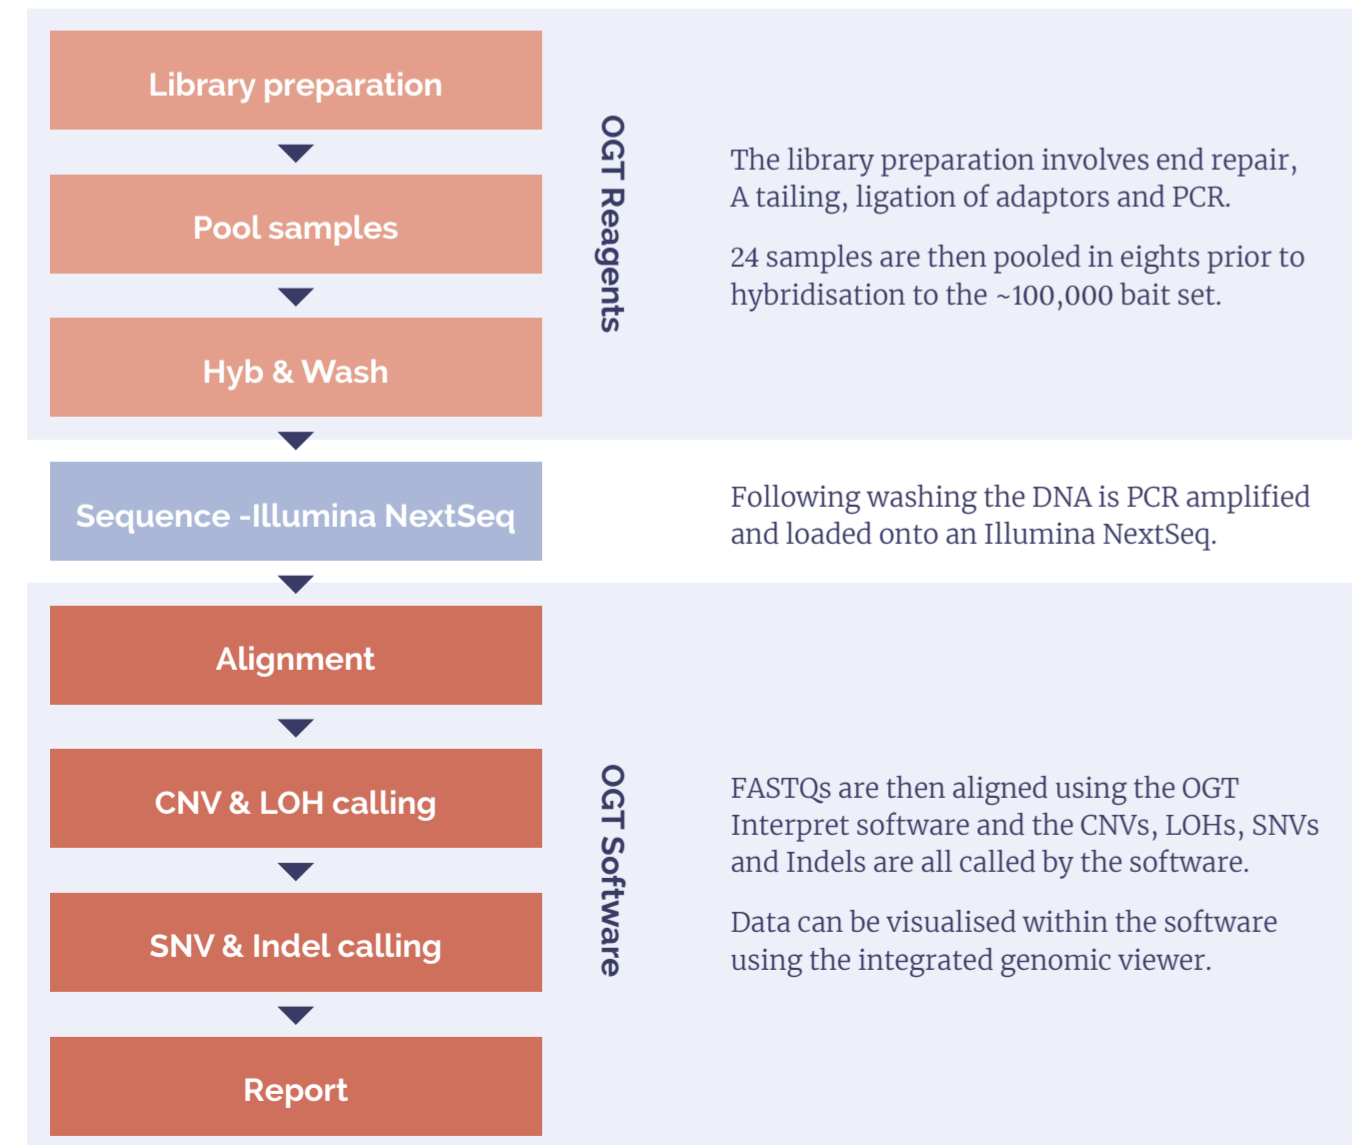 Library preparation
Pool samples
Hyb & Wash
OGT Reagents
The library preparation involves end repair,
A tailing, ligation of adaptors and PCR.
24 samples are then pooled in eights prior to
hybridisation to the ~100,000 bait set.
Sequence -Illumina NextSeq
Following washing the DNA is PCR amplified
and loaded onto an Illumina NextSeq.
Alignment
CNV & LOH calling
SNV & Indel calling
Report
OGT Software
FASTQs are then aligned using the OGT
Interpret software and the CNVs, LOHs, SNVs
and Indels are all called by the software.
Data can be visualised within the software
using the integrated genomic viewer.